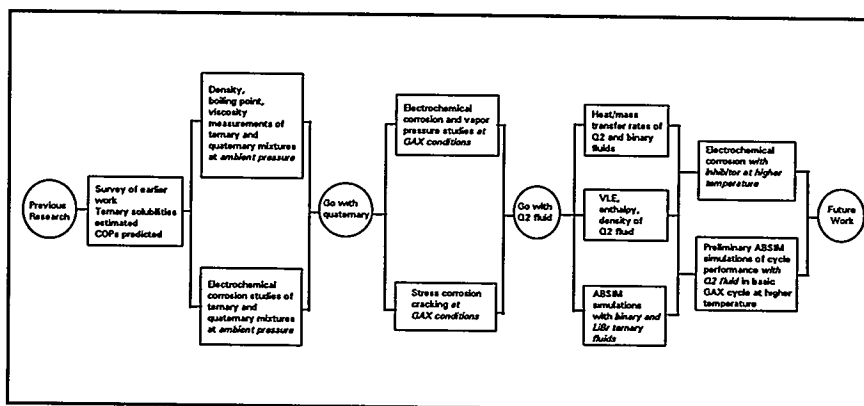 Previous
Research
Survey of earlier
work
Ternary solubilities
estimated
COPs predicted
Density,
boiling point,
viscosity
measurements of
ternary and
quaternary mixtures
at ambient pressure
Electrochemical
corrosion studies of
ternary and
quaternary mixtures
at ambient pressure
Go with
quaternary
Electrochemical
corrosion and vapor
pressure studies at
GAX conditions
Stress corrosion
cracking at
GAX conditions
Go with
Q2 fluid
Heat/mass
transfer rates of
Q2 and binary
fluids
VLE,
enthalpy,
density of
Q2 fluid
ABSIM
simulations
with binary and
LiBr ternary
fluids
Electrochemical
corrosion with
inhibitor at higher
temperature
Preliminary ABSIM
simulations of cycle
performance with
Q2 fluid in basic
GAX cycle at higher
temperature
Future
Work